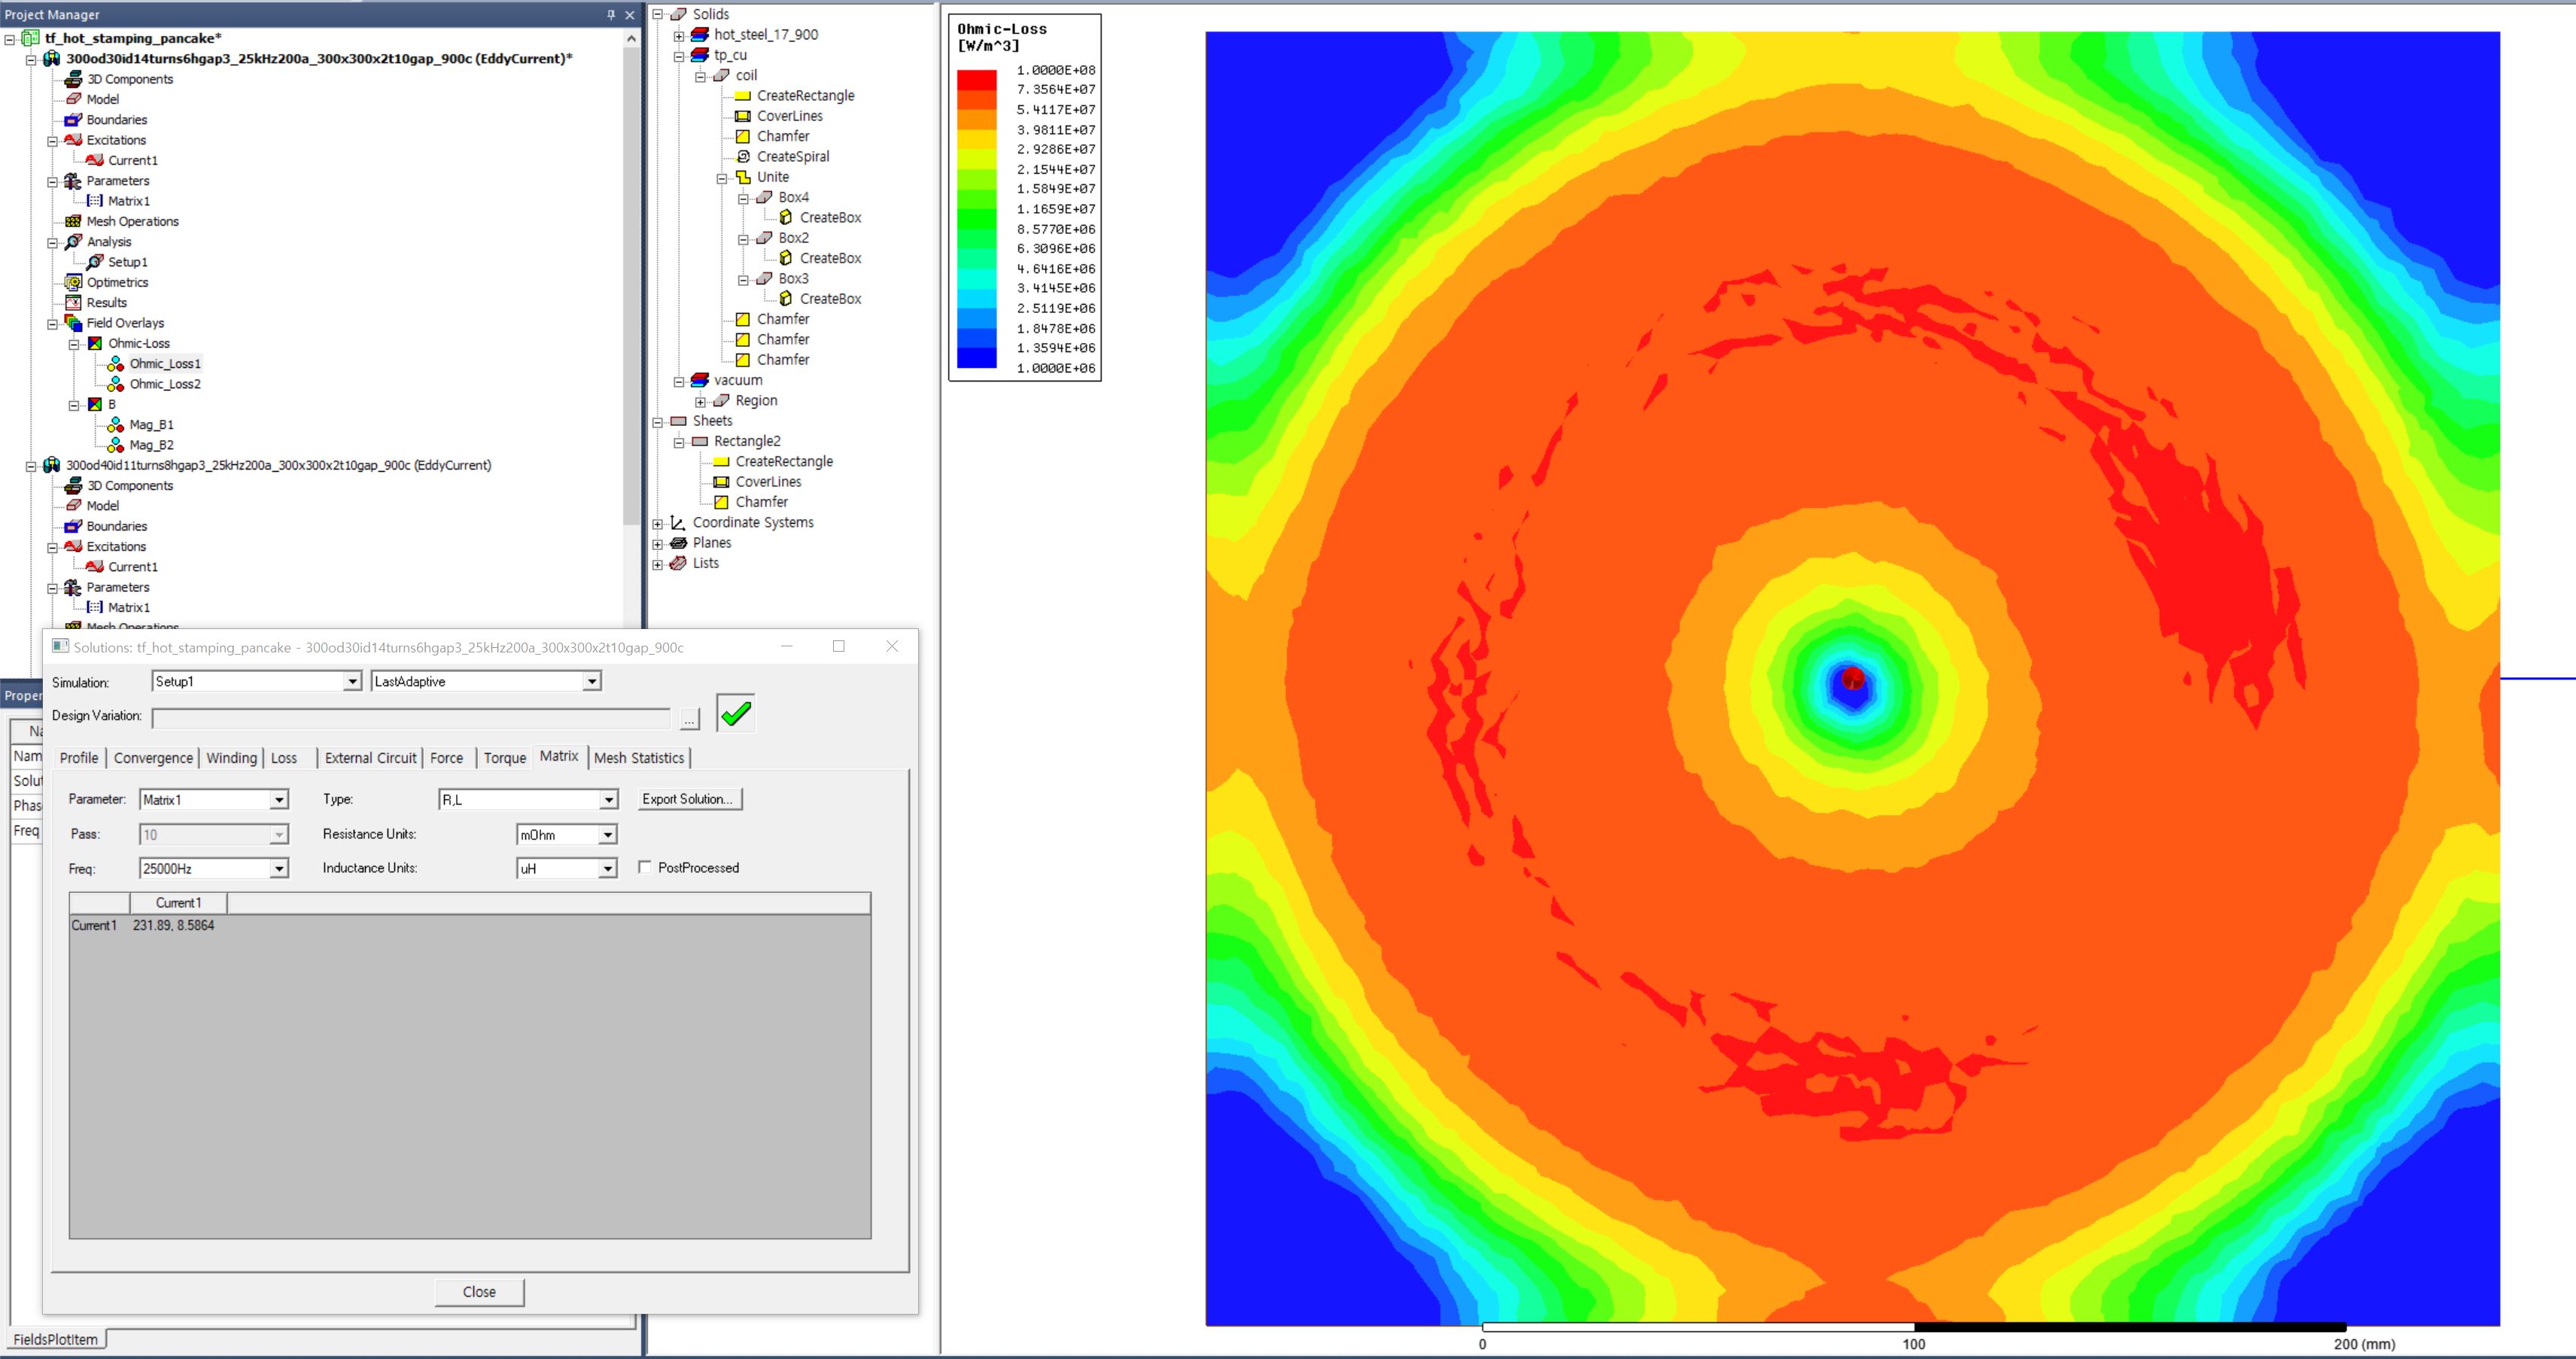 Project Manager
tf_hot_stamping_pancake*
300od30id14turns6hgap3_25kHz200a_300x300x2t10gap_900c (EddyCurrent)*
3D Components
Model
Boundaries
Excitations
Current1
Parameters
Matrix1
Mesh Operations
Analysis
Setup1
Optimetrics
Results
Field Overlays
Ohmic-Loss
Ohmic_Loss1
Ohmic_Loss2
B
Mag_B1
Mag_B2
300od40id11turns8hgap3_25kHz200a_300x300x2t10gap_900c (EddyCurrent)
3D Components
Model
Boundaries
Excitations
Current1
Parameters
Matrix1
Mesh Operations
Proper
Na
Nam
Solut
Phas
Freq
FieldsPlotItem
Solids
hot_steel_17_900
tp_cu
coil
CreateRectangle
CoverLines
Chamfer
CreateSpiral
Unite
Box4
CreateBox
Box2
CreateBox
Box3
CreateBox
Chamfer
Chamfer
Chamfer
vacuum
Region
Sheets
Rectangle2
CreateRectangle
CoverLines
Chamfer
Coordinate Systems
Planes
Lists
Solutions: tf_hot_stamping_pancake - 300od30id14turns6hgap3_25kHz200a_300x300x2t10gap_900c
Simulation: Setup1 LastAdaptive
Design Variation: ...
Profile Convergence Winding Loss External Circuit Force Torque Matrix Mesh Statistics
Parameter: Matrix1 Type: R,L Export Solution...
Pass: 10 Resistance Units: mOhm
Freq: 25000Hz Inductance Units: uH PostProcessed
Current1
Current1 231.89, 8.5864
Close
Ohmic-Loss
[W/m^3]
1.0000E+08
7.3564E+07
5.4117E+07
3.9811E+07
2.9286E+07
2.1544E+07
1.5849E+07
1.1659E+07
8.5770E+06
6.3096E+06
4.6416E+06
3.4145E+06
2.5119E+06
1.8478E+06
1.3594E+06
1.0000E+06
0 100 200 (mm)